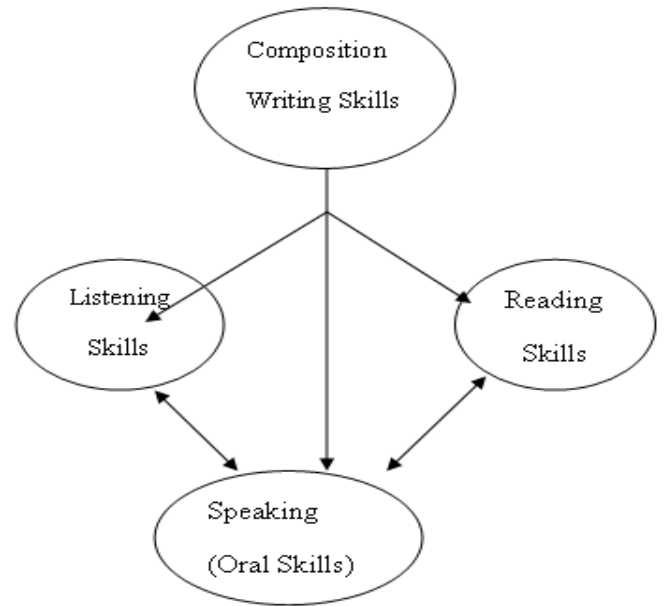 Composition
Writing Skills
Listening
Skills
Reading
Skills
Speaking
(Oral Skills)